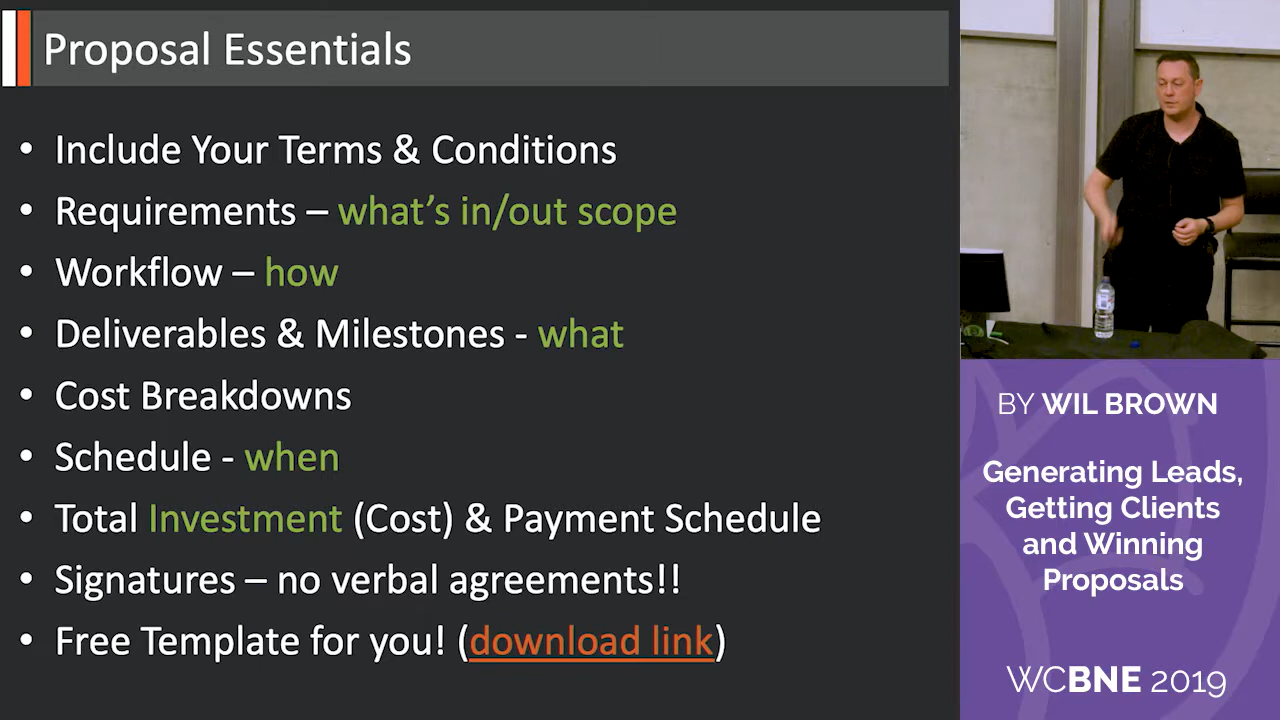 Proposal Essentials
• Include Your Terms & Conditions
• Requirements – what's in/out scope
• Workflow – how
• Deliverables & Milestones - what
• Cost Breakdowns
• Schedule - when
• Total Investment (Cost) & Payment Schedule
• Signatures – no verbal agreements!!
• Free Template for you! (download link)
BY WIL BROWN
Generating Leads,
Getting Clients
and Winning
Proposals
WCBNE 2019